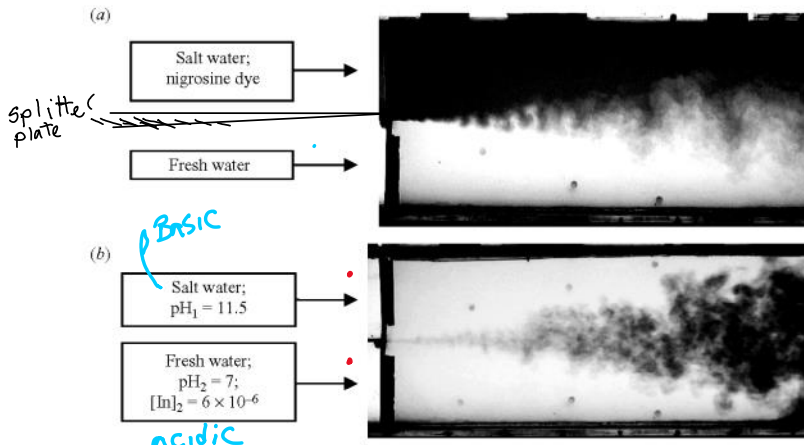 (a)
Salt water;
nigrosine dye
splitter
plate
Fresh water
BASIC
(b)
Salt water;
pH₁ = 11.5
Fresh water;
pH₂ = 7;
[In]₂ = 6 × 10⁻⁶
acidic